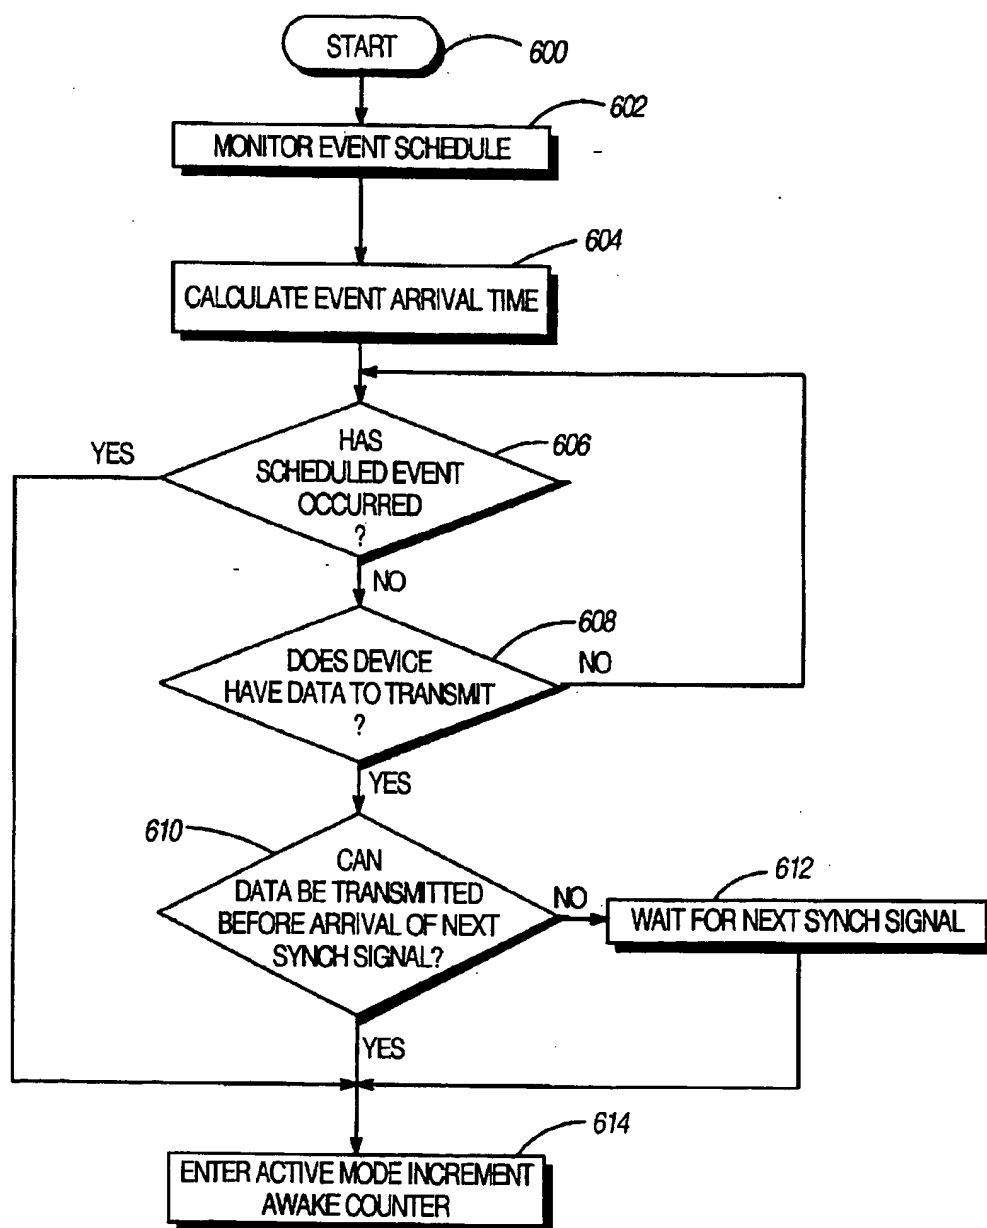 START
600
602
MONITOR EVENT SCHEDULE
604
CALCULATE EVENT ARRIVAL TIME
YES
HAS
SCHEDULED EVENT
OCCURRED
?
606
NO
608
DOES DEVICE
HAVE DATA TO TRANSMIT
?
NO
YES
610
CAN
DATA BE TRANSMITTED
BEFORE ARRIVAL OF NEXT
SYNCH SIGNAL?
NO
612
WAIT FOR NEXT SYNCH SIGNAL
YES
614
ENTER ACTIVE MODE INCREMENT
AWAKE COUNTER